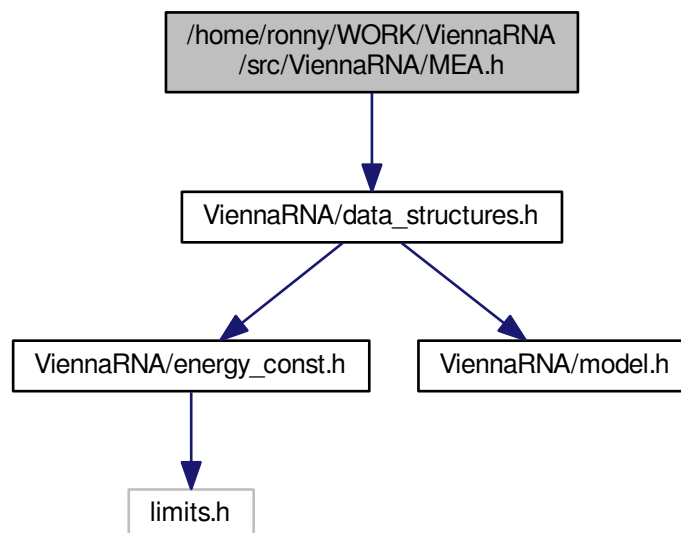 /home/ronny/WORK/ViennaRNA
/src/ViennaRNA/MEA.h
ViennaRNA/data_structures.h
ViennaRNA/energy_const.h
ViennaRNA/model.h
limits.h